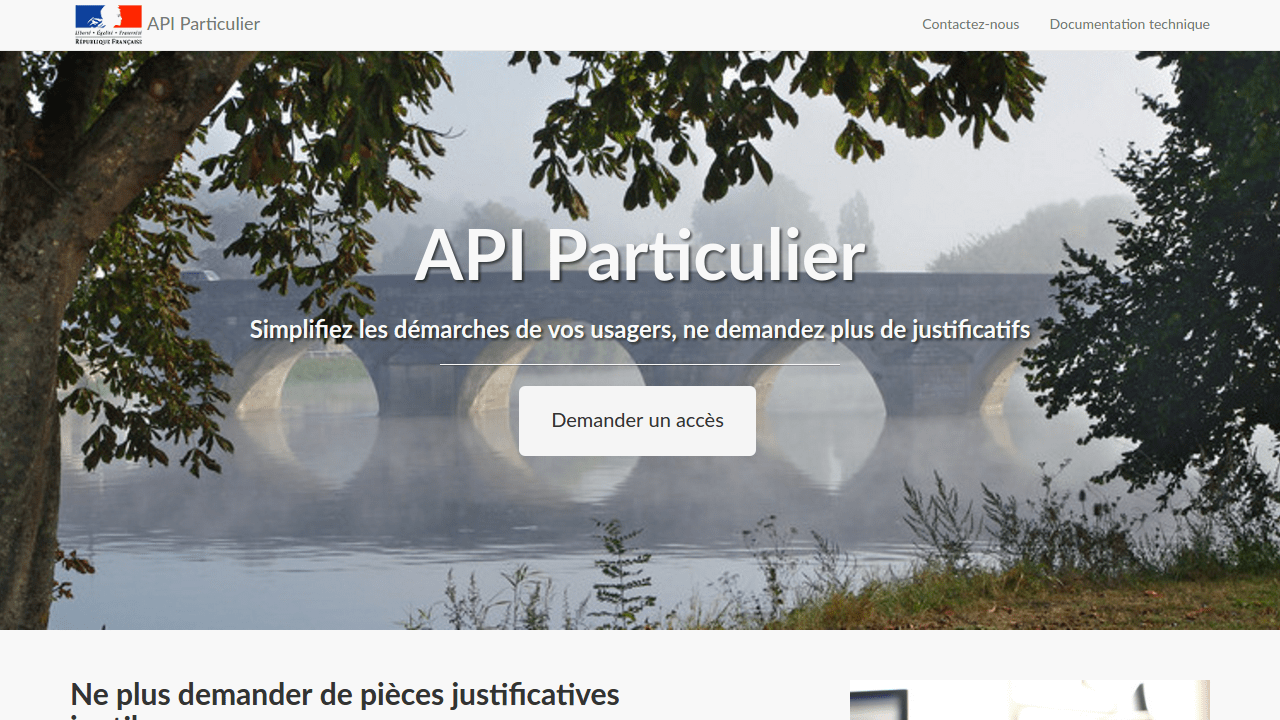 Liberté • Égalité • Fraternité
RÉPUBLIQUE FRANÇAISE
API Particulier
Contactez-nous
Documentation technique
API Particulier
Simplifiez les démarches de vos usagers, ne demandez plus de justificatifs
Demander un accès
Ne plus demander de pièces justificatives